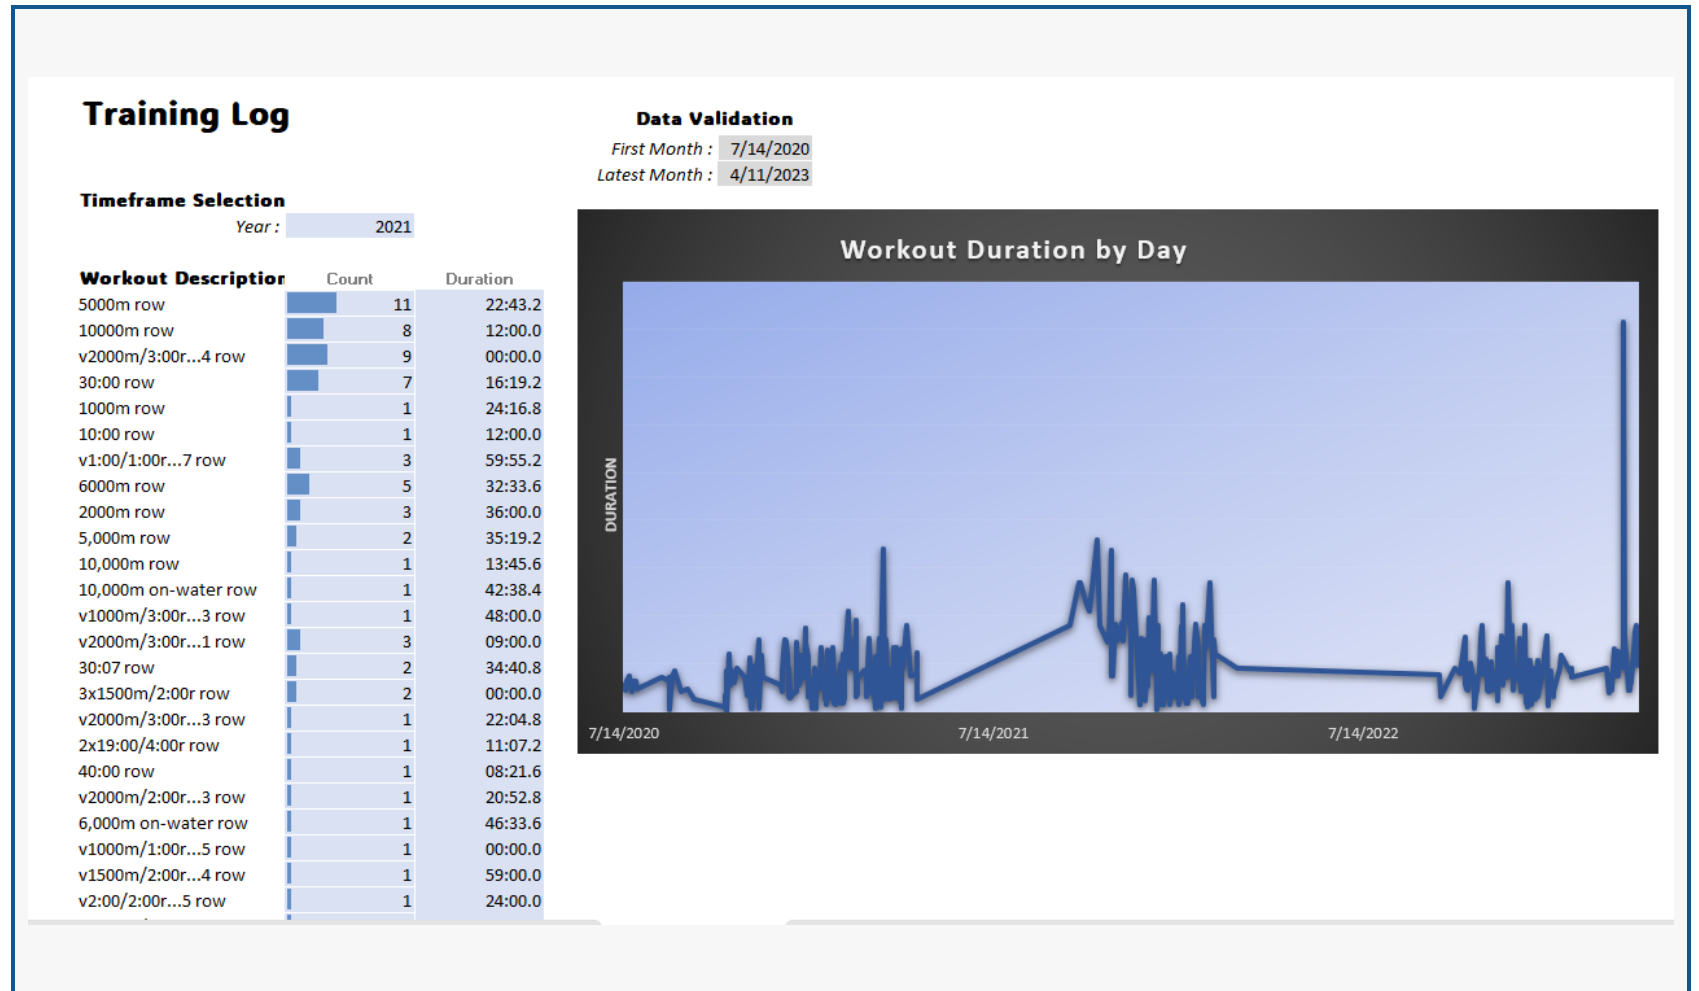 Training Log
Data Validation
First Month : 7/14/2020
Latest Month : 4/11/2023
Timeframe Selection
Year : 2021
Workout Description Count Duration
5000m row 11 22:43.2
10000m row 8 12:00.0
v2000m/3:00r...4 row 9 00:00.0
30:00 row 7 16:19.2
1000m row 1 24:16.8
10:00 row 1 12:00.0
v1:00/1:00r...7 row 3 59:55.2
6000m row 5 32:33.6
2000m row 3 36:00.0
5,000m row 2 35:19.2
10,000m row 1 13:45.6
10,000m on-water row 1 42:38.4
v1000m/3:00r...3 row 1 48:00.0
v2000m/3:00r...1 row 3 09:00.0
30:07 row 2 34:40.8
3x1500m/2:00r row 2 00:00.0
v2000m/3:00r...3 row 1 22:04.8
2x19:00/4:00r row 1 11:07.2
40:00 row 1 08:21.6
v2000m/2:00r...3 row 1 20:52.8
6,000m on-water row 1 46:33.6
v1000m/1:00r...5 row 1 00:00.0
v1500m/2:00r...4 row 1 59:00.0
v2:00/2:00r...5 row 1 24:00.0
Workout Duration by Day
DURATION
7/14/2020 7/14/2021 7/14/2022